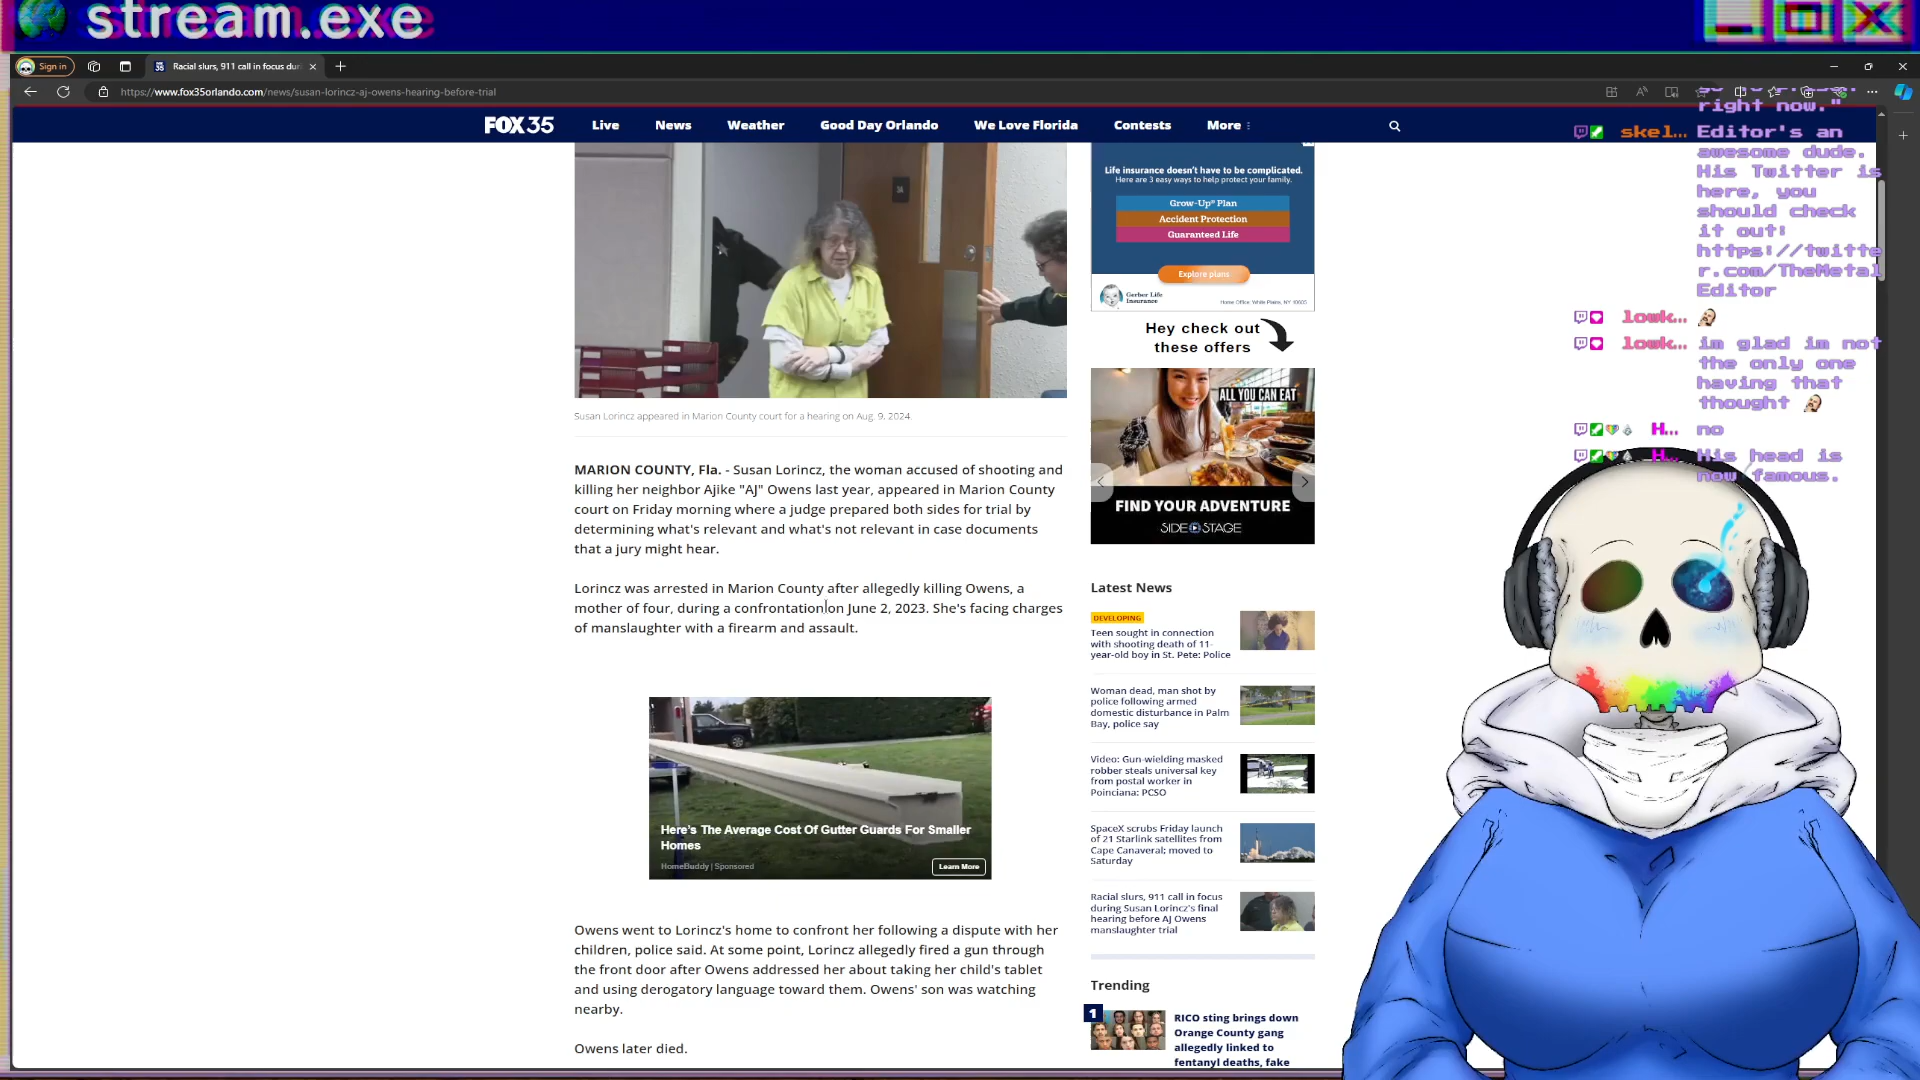 stream.exe
Sign in
Racial slurs, 911 call in focus dur
https://www.fox35orlando.com/news/susan-lorincz-aj-owens-hearing-before-trial
FOX 35 Live News Weather Good Day Orlando We Love Florida Contests More
Susan Lorincz appeared in Marion County court for a hearing on Aug. 9, 2024.
MARION COUNTY, Fla. - Susan Lorincz, the woman accused of shooting and
killing her neighbor Ajike "AJ" Owens last year, appeared in Marion County
court on Friday morning where a judge prepared both sides for trial by
determining what's relevant and what's not relevant in case documents
that a jury might hear.
Lorincz was arrested in Marion County after allegedly killing Owens, a
mother of four, during a confrontation on June 2, 2023. She's facing charges
of manslaughter with a firearm and assault.
Here's The Average Cost Of Gutter Guards For Smaller
Homes
HomeBuddy | Sponsored
Learn More
Owens went to Lorincz's home to confront her following a dispute with her
children, police said. At some point, Lorincz allegedly fired a gun through
the front door after Owens addressed her about taking her child's tablet
and using derogatory language toward them. Owens' son was watching
nearby.
Owens later died.
Life insurance doesn't have to be complicated.
Here are 3 easy ways to help protect your family.
Grow-Up® Plan
Accident Protection
Guaranteed Life
Explore plans
Gerber Life
Insurance
Home Office: White Plains, NY 10605
Hey check out
these offers
ALL YOU CAN EAT
FIND YOUR ADVENTURE
SIDE STAGE
Latest News
DEVELOPING
Teen sought in connection
with shooting death of 11-
year-old boy in St. Pete: Police
Woman dead, man shot by
police following armed
domestic disturbance in Palm
Bay, police say
Video: Gun-wielding masked
robber steals universal key
from postal worker in
Poinciana: PCSO
SpaceX scrubs Friday launch
of 21 Starlink satellites from
Cape Canaveral; moved to
Saturday
Racial slurs, 911 call in focus
during Susan Lorincz's final
hearing before AJ Owens
manslaughter trial
Trending
1
RICO sting brings down
Orange County gang
allegedly linked to
fentanyl deaths, fake
right now."
skel... Editor's an
awesome dude.
His Twitter is
here, you
should check
it out:
https://twitte
r.com/TheMetal
Editor
lowk...
lowk... im glad im not
the only one
having that
thought
H... no
H... His head is
now famous.